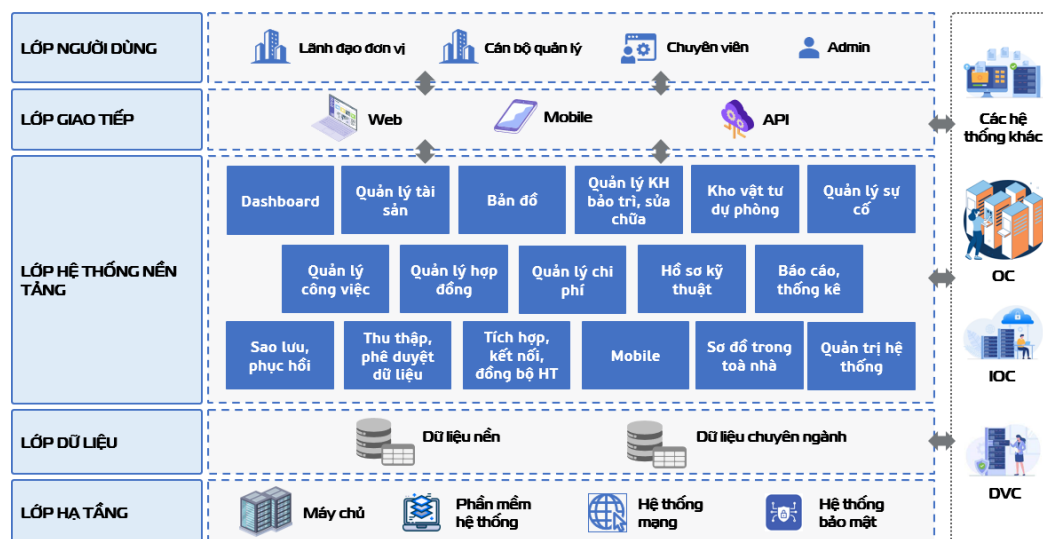 LỚP NGƯỜI DÙNG
Lãnh đạo đơn vị
Cán bộ quản lý
Chuyên viên
Admin
LỚP GIAO TIẾP
Web
Mobile
API
Các hệ
thống khác
LỚP HỆ THỐNG NỀN
TẢNG
Dashboard
Quản lý tài
sản
Bản đồ
Quản lý KH
bảo trì, sửa
chữa
Kho vật tư
dự phòng
Quản lý sự
cố
Quản lý
công việc
Quản lý hợp
đồng
Quản lý chi
phí
Hồ sơ kỹ
thuật
Báo cáo,
thống kê
Sao lưu,
phục hồi
Thu thập,
phê duyệt
dữ liệu
Tích hợp,
kết nối,
đồng bộ HT
Mobile
Sơ đồ trong
toà nhà
Quản trị hệ
thống
OC
IOC
DVC
LỚP DỮ LIỆU
Dữ liệu nền
Dữ liệu chuyên ngành
LỚP HẠ TẦNG
Máy chủ
Phần mềm
hệ thống
Hệ thống
mạng
Hệ thống
bảo mật